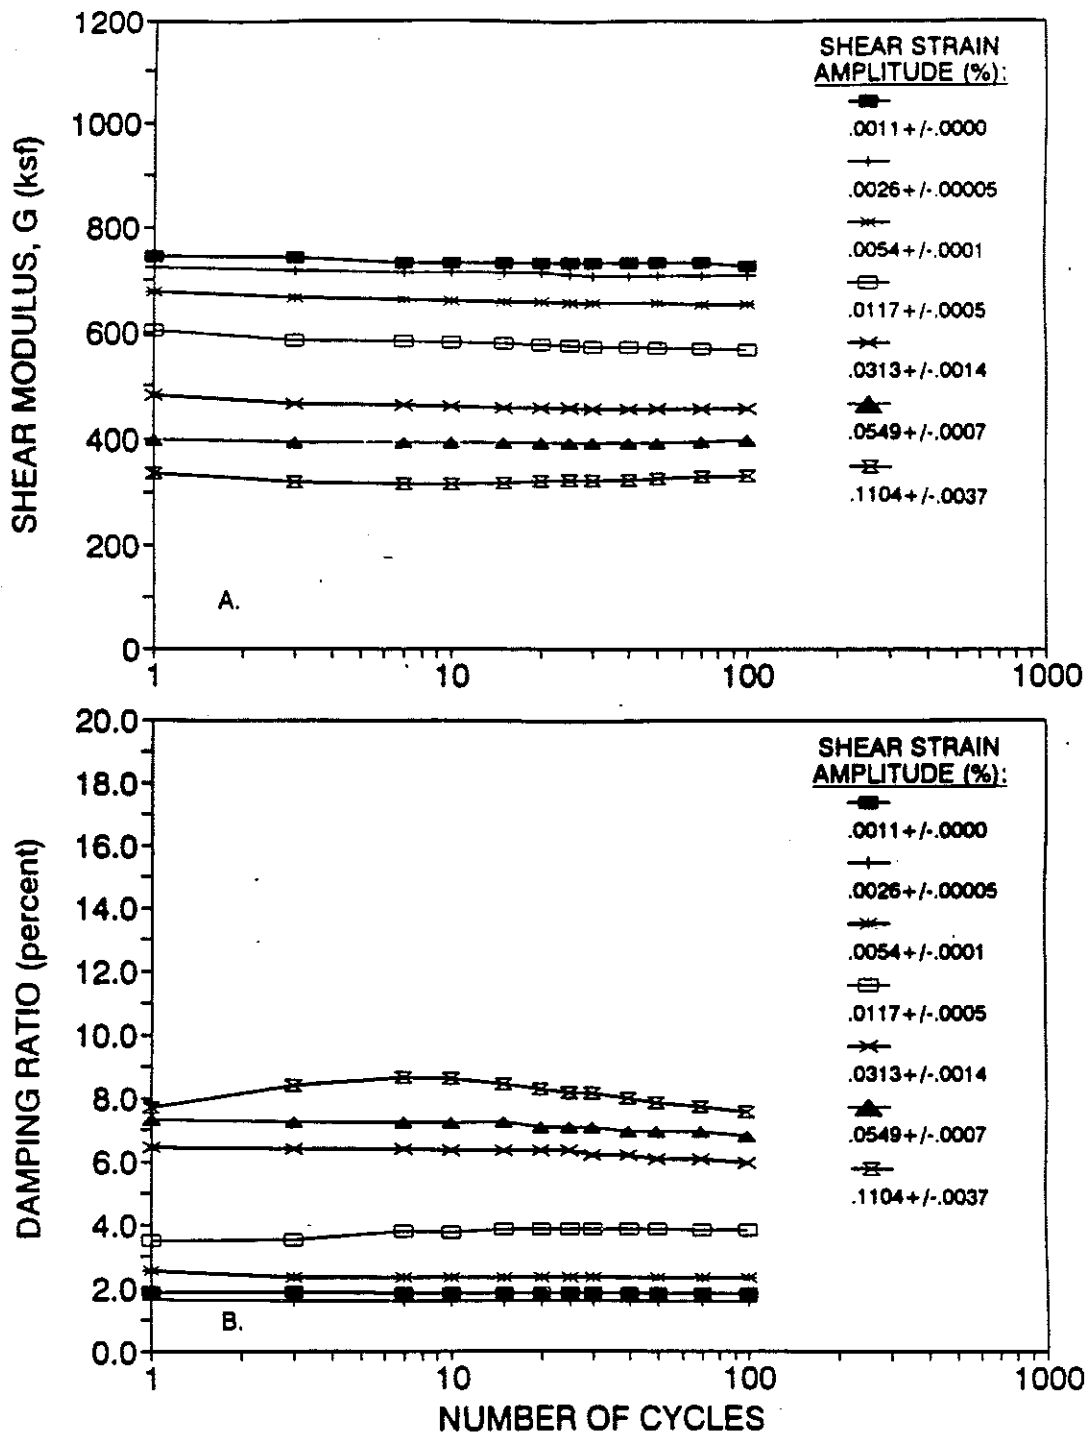 SHEAR MODULUS, G (ksf)
1200
1000
800
600
400
200
0
SHEAR STRAIN
AMPLITUDE (%):
.0011+/-.0000
.0026+/-.00005
.0054+/-.0001
.0117+/-.0005
.0313+/-.0014
.0549+/-.0007
.1104+/-.0037
A.
1 10 100 1000
DAMPING RATIO (percent)
20.0
18.0
16.0
14.0
12.0
10.0
8.0
6.0
4.0
2.0
0.0
SHEAR STRAIN
AMPLITUDE (%):
.0011+/-.0000
.0026+/-.00005
.0054+/-.0001
.0117+/-.0005
.0313+/-.0014
.0549+/-.0007
.1104+/-.0037
B.
1 10 100 1000
NUMBER OF CYCLES